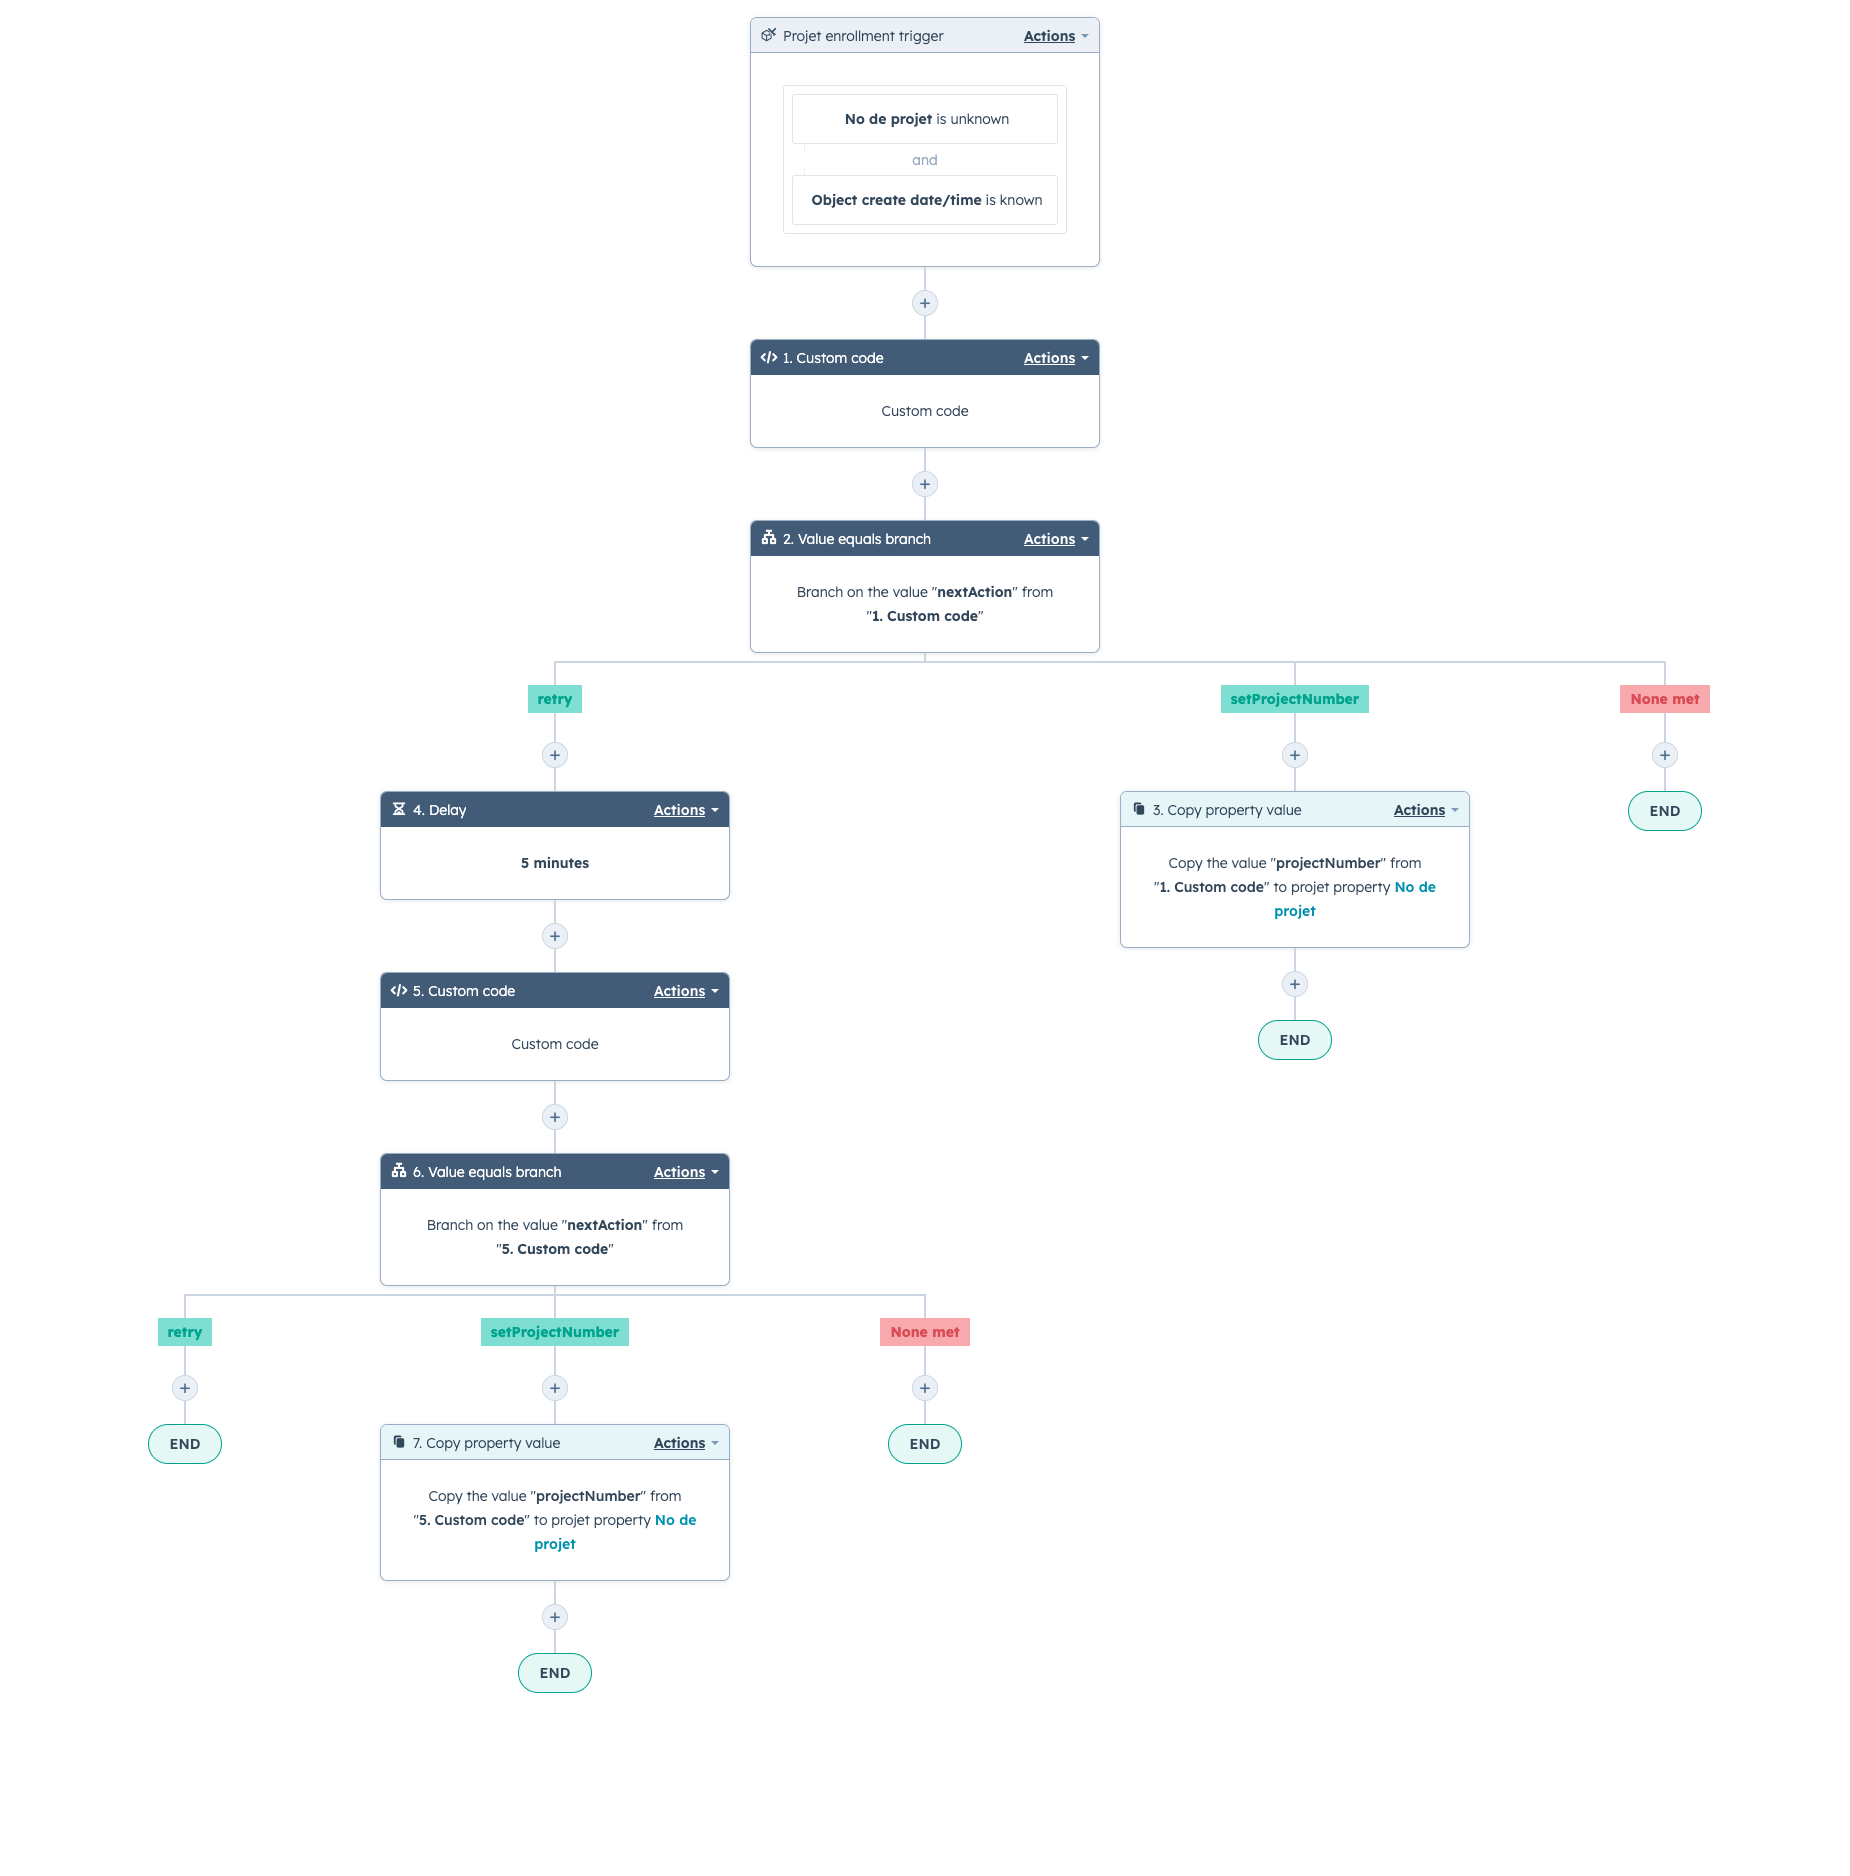 Projet enrollment trigger
Actions
No de projet is unknown
and
Object create date/time is known
1. Custom code
Actions
Custom code
2. Value equals branch
Actions
Branch on the value "nextAction" from
"1. Custom code"
retry
setProjectNumber
None met
4. Delay
Actions
5 minutes
3. Copy property value
Actions
Copy the value "projectNumber" from
"1. Custom code" to projet property No de
projet
END
5. Custom code
Actions
Custom code
END
6. Value equals branch
Actions
Branch on the value "nextAction" from
"5. Custom code"
retry
setProjectNumber
None met
END
7. Copy property value
Actions
Copy the value "projectNumber" from
"5. Custom code" to projet property No de
projet
END
END